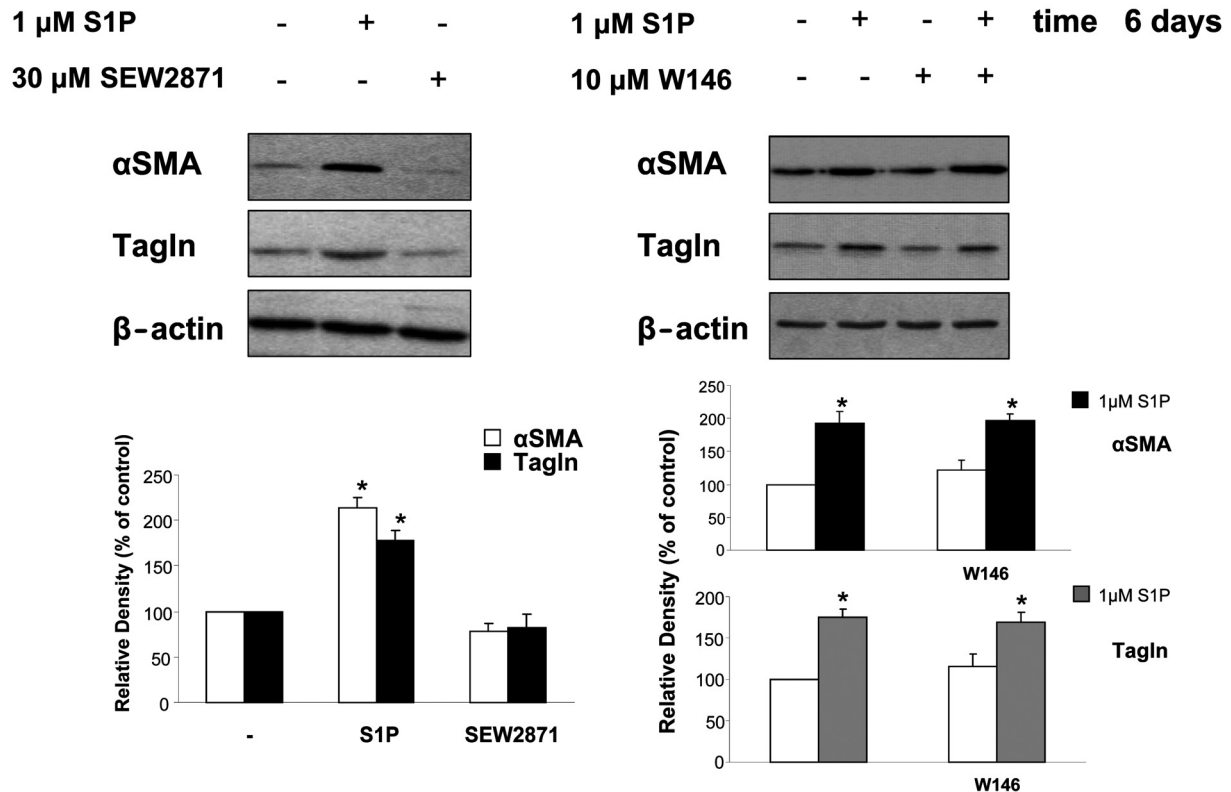 1 µM S1P - + -
30 µM SEW2871 - - +
αSMA
Tagln
β-actin
αSMA
Tagln
Relative Density (% of control)
250
200
150
100
50
0
*
*
- S1P SEW2871
1 µM S1P - + - + time 6 days
10 µM W146 - - + +
αSMA
Tagln
β-actin
250
200
150
100
50
0
*
*
1µM S1P
αSMA
W146
Relative Density (% of control)
200
150
100
50
0
*
*
1µM S1P
Tagln
W146